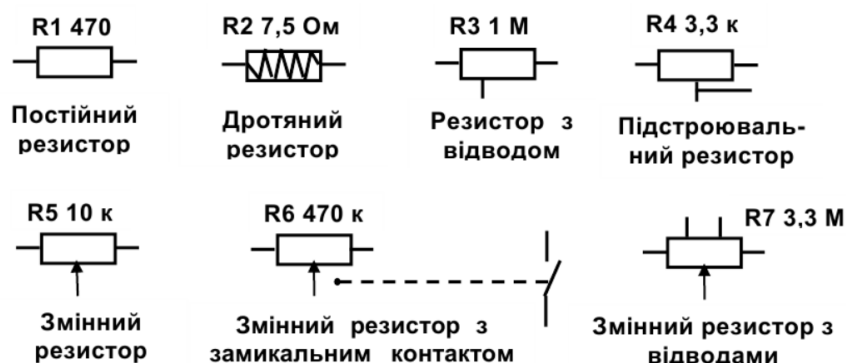 R1 470
R2 7,5 Ом
R3 1 М
R4 3,3 к
Постійний
резистор
Дротяний
резистор
Резистор з
відводом
Підстроюваль-
ний резистор
R5 10 к
R6 470 к
R7 3,3 М
Змінний
резистор
Змінний резистор з
замикальним контактом
Змінний резистор з
відводами